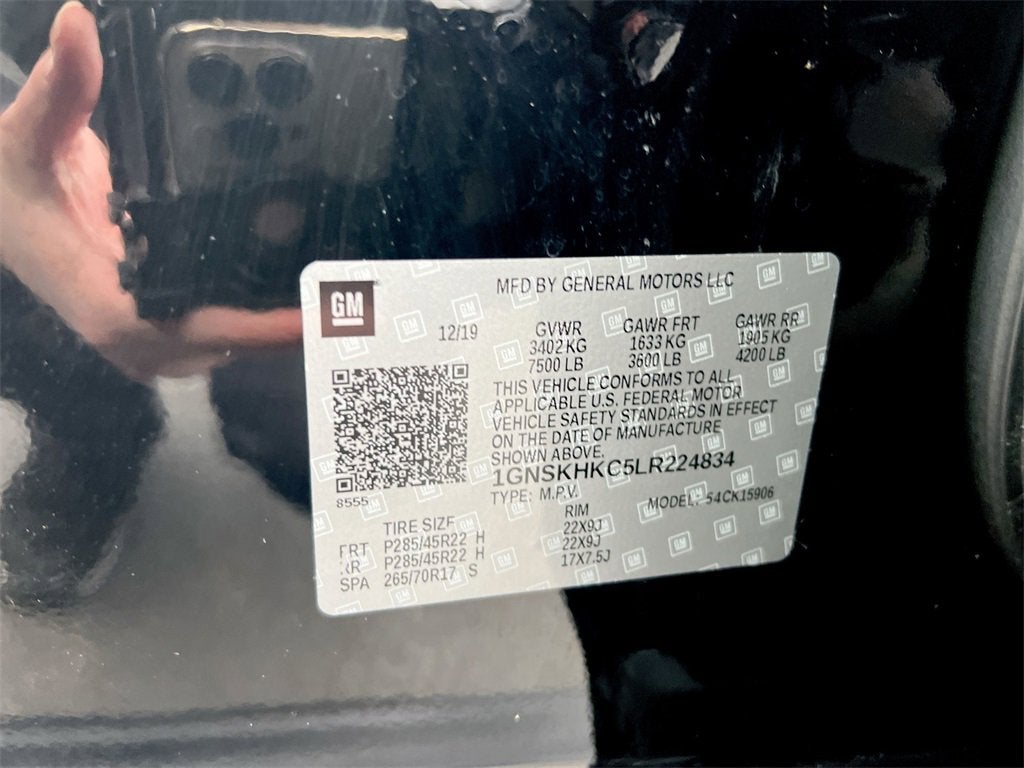 GM
MFD BY GENERAL MOTORS LLC
12/19
GVWR GAWR FRT GAWR RR
3402 KG 1633 KG 1905 KG
7500 LB 3600 LB 4200 LB
THIS VEHICLE CONFORMS TO ALL
APPLICABLE U.S. FEDERAL MOTOR
VEHICLE SAFETY STANDARDS IN EFFECT
ON THE DATE OF MANUFACTURE
SHOWN ABOVE.
1GNSKHKC5LR224834
8555
TYPE: M.P.V. MODEL: 54CK15906
TIRE SIZE RIM
FRT P285/45R22 H 22X9J
RR P285/45R22 H 22X9J
SPA 265/70R17 S 17X7.5J